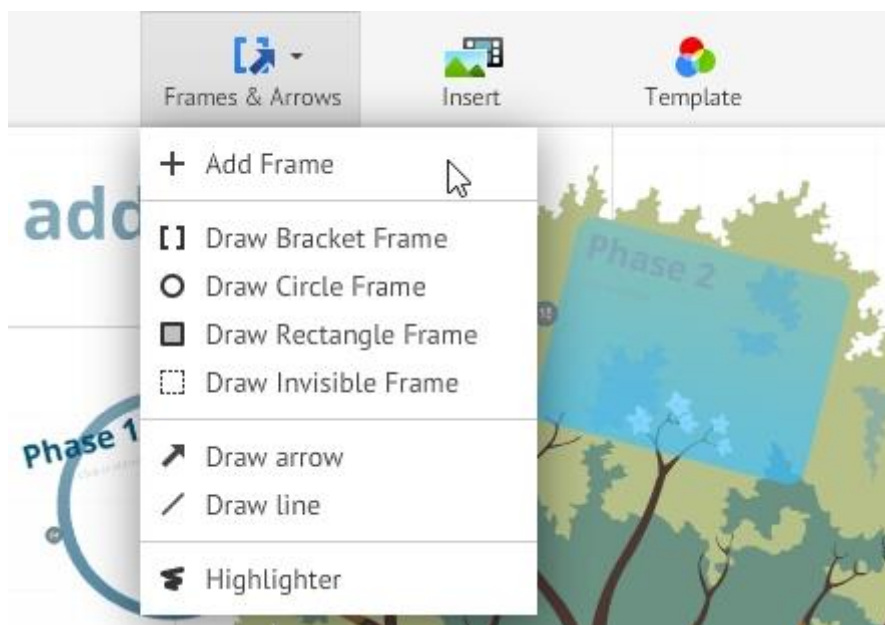 Frames & Arrows
Insert
Template
Add Frame
add
Draw Bracket Frame
Draw Circle Frame
Draw Rectangle Frame
Draw Invisible Frame
Phase 2
Phase 1
Draw arrow
Draw line
Highlighter